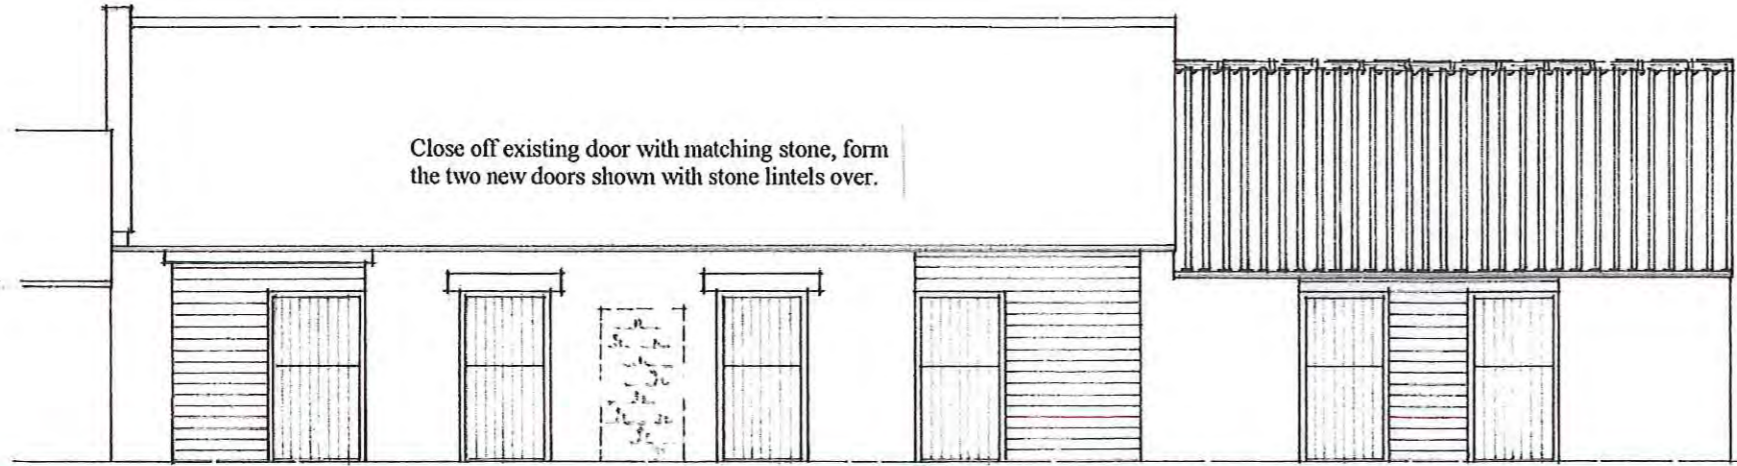 Close off existing door with matching stone, form
the two new doors shown with stone lintels over.